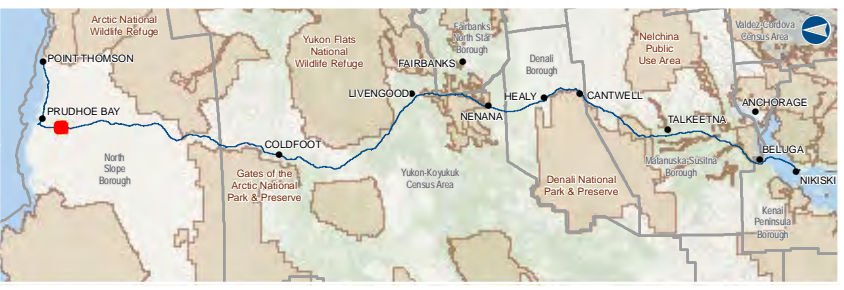 Arctic National
Wildlife Refuge
POINT THOMSON
PRUDHOE BAY
North
Slope
Borough
COLDFOOT
Gates of the
Arctic National
Park & Preserve
Yukon Flats
National
Wildlife Refuge
LIVENGOOD
Fairbanks
North Star
Borough
FAIRBANKS
NENANA
Yukon-Koyukuk
Census Area
Denali
Borough
HEALY
CANTWELL
Denali National
Park & Preserve
Nelchina
Public
Use Area
TALKEETNA
Matanuska-Susitna
Borough
Valdez-Cordova
Census Area
ANCHORAGE
BELUGA
NIKISKI
Kenai
Peninsula
Borough